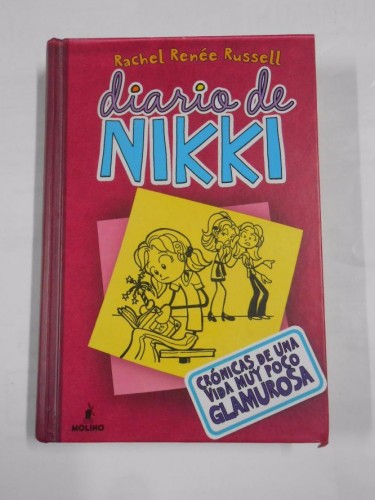 Rachel Renée Russell
diario de
NIKKI
CRÓNICAS DE UNA
VIDA MUY POCO
GLAMUROSA
MOLINO